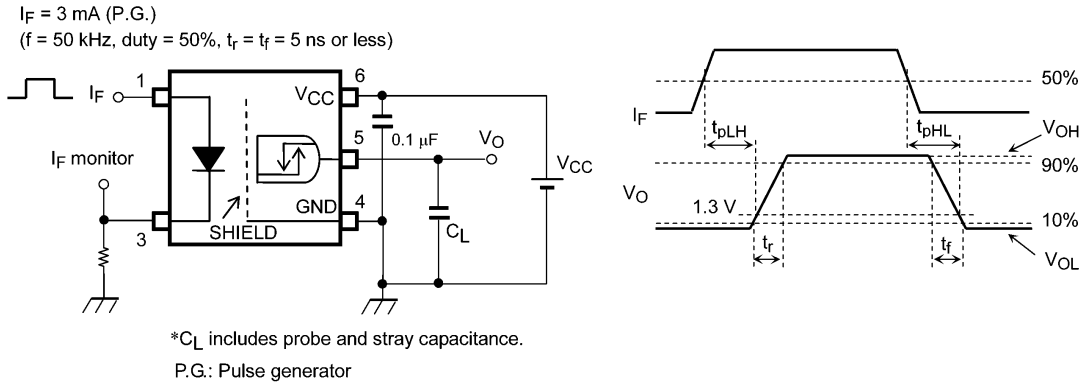 IF = 3 mA (P.G.)
(f = 50 kHz, duty = 50%, tr = tf = 5 ns or less)
IF
1
VCC
6
IF monitor
5
0.1 μF
VO
VCC
3
SHIELD
GND
4
CL
*CL includes probe and stray capacitance.
P.G.: Pulse generator
50%
IF
tpLH
tpHL
VOH
90%
VO
1.3 V
10%
tr
tf
VOL